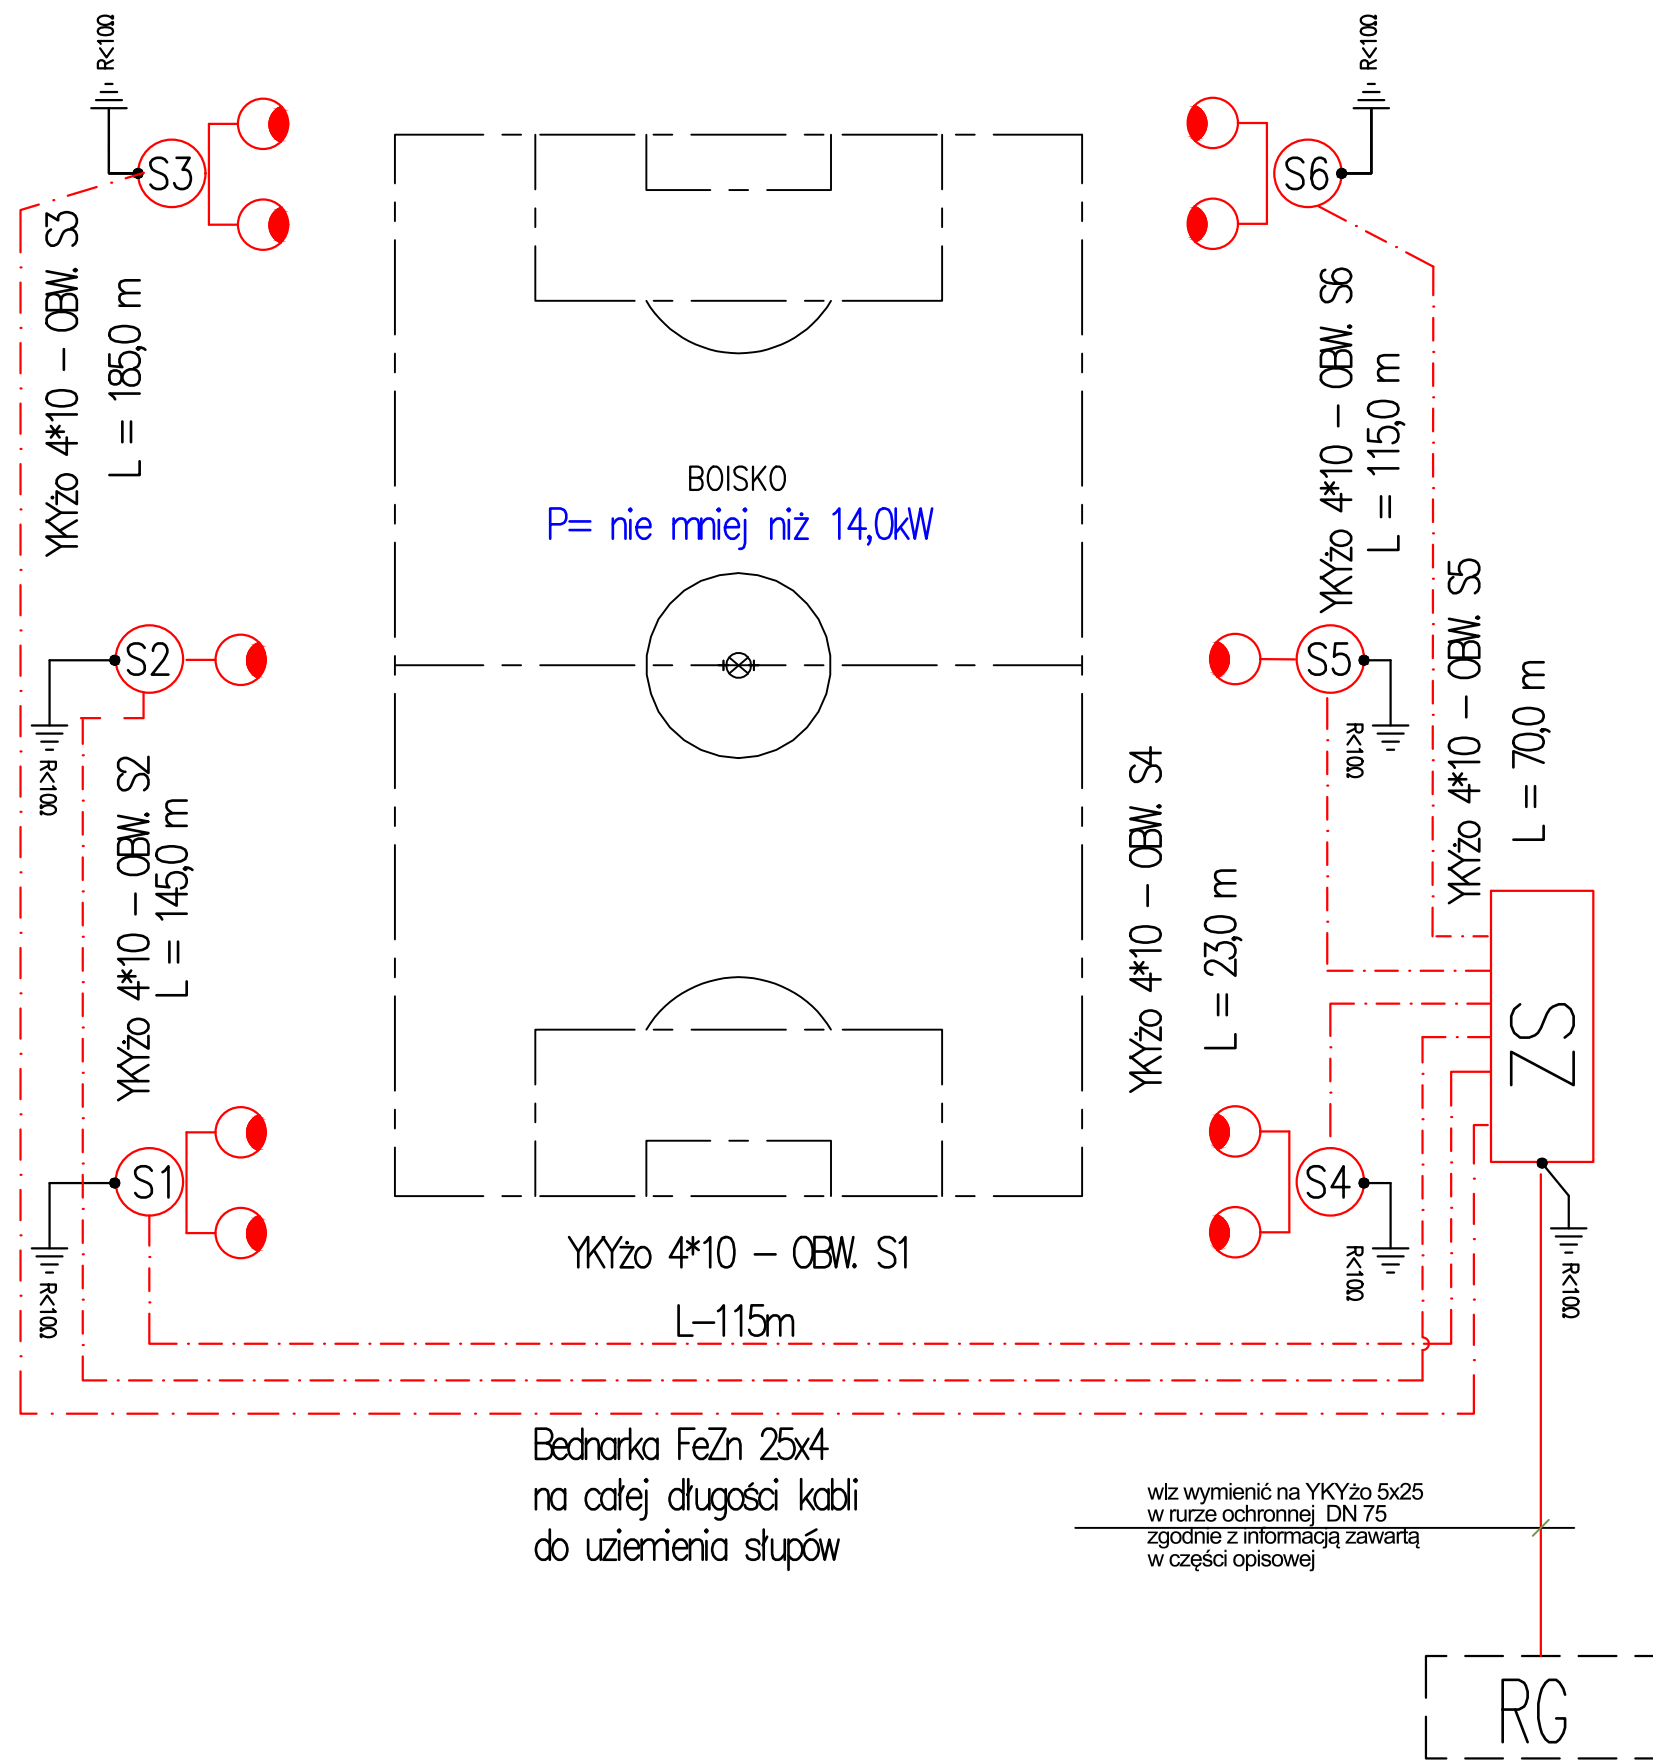 R<10Ω
R<10Ω
S3
S6
YKYżo 4*10 – OBW. S3
L = 185,0 m
YKYżo 4*10 – OBW. S6
L = 115,0 m
BOISKO
P= nie mniej niż 14,0kW
S2
S5
R<10Ω
R<10Ω
YKYżo 4*10 – OBW. S5
L = 70,0 m
YKYżo 4*10 – OBW. S2
L = 145,0 m
YKYżo 4*10 – OBW. S4
L = 23,0 m
ZS
S1
S4
R<10Ω
R<10Ω
R<10Ω
YKYżo 4*10 – OBW. S1
L–115m
Bednarka FeZn 25x4
na całej długości kabli
do uziemienia słupów
wlz wymienić na YKYżo 5x25
w rurze ochronnej DN 75
zgodnie z informacją zawartą
w części opisowej
RG